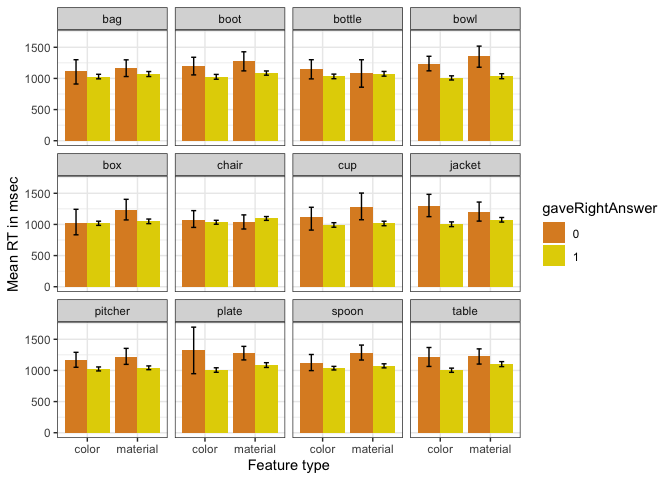 bag boot bottle bowl
1500
1000
500
0
box chair cup jacket
1500
1000
500
0
pitcher plate spoon table
1500
1000
500
0
color material color material color material color material
Feature type
Mean RT in msec
gaveRightAnswer
0
1